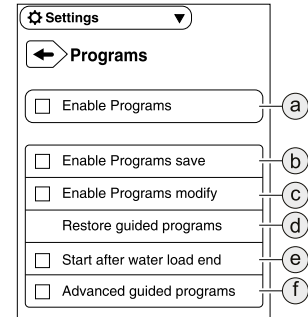 Settings
Programs
Enable Programs a
Enable Programs save b
Enable Programs modify c
Restore guided programs d
Start after water load end e
Advanced guided programs f